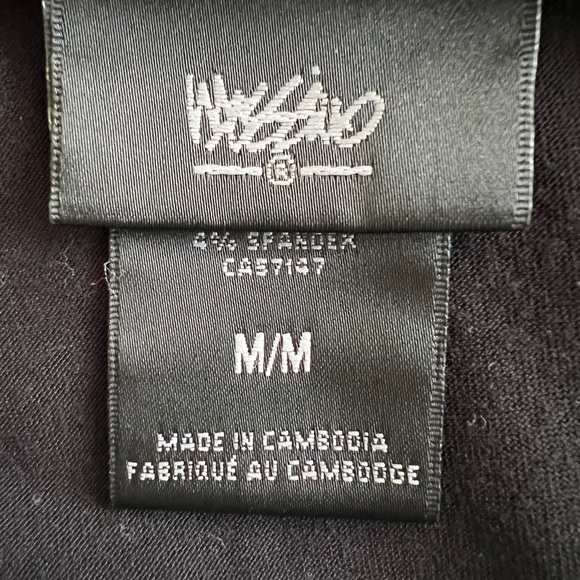 Mossimo
®
4% SPANDEX
CA57147
M/M
MADE IN CAMBODIA
FABRIQUÉ AU CAMBODGE